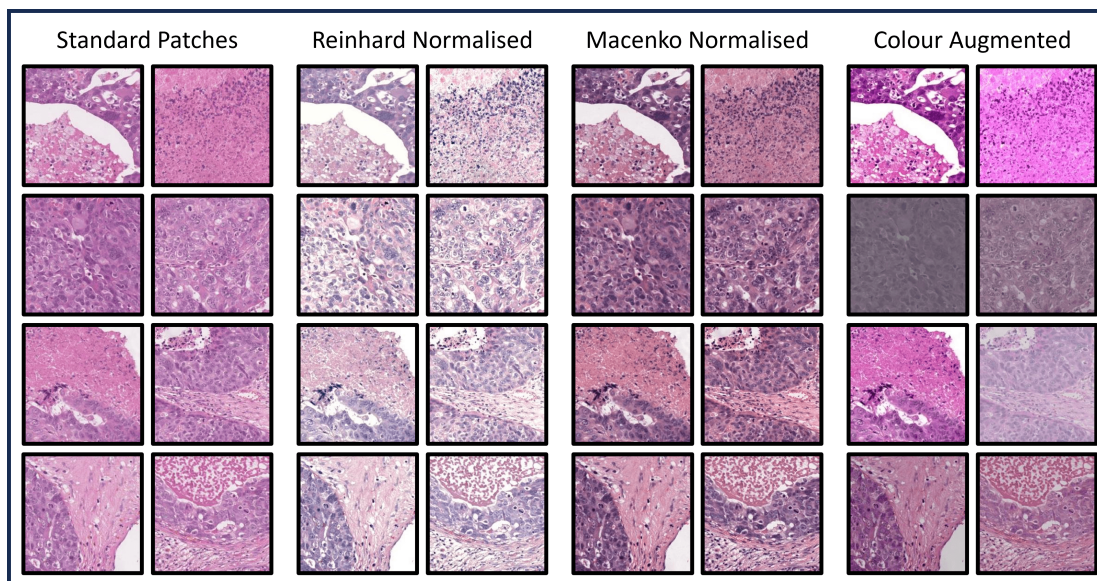 Standard Patches
Reinhard Normalised
Macenko Normalised
Colour Augmented